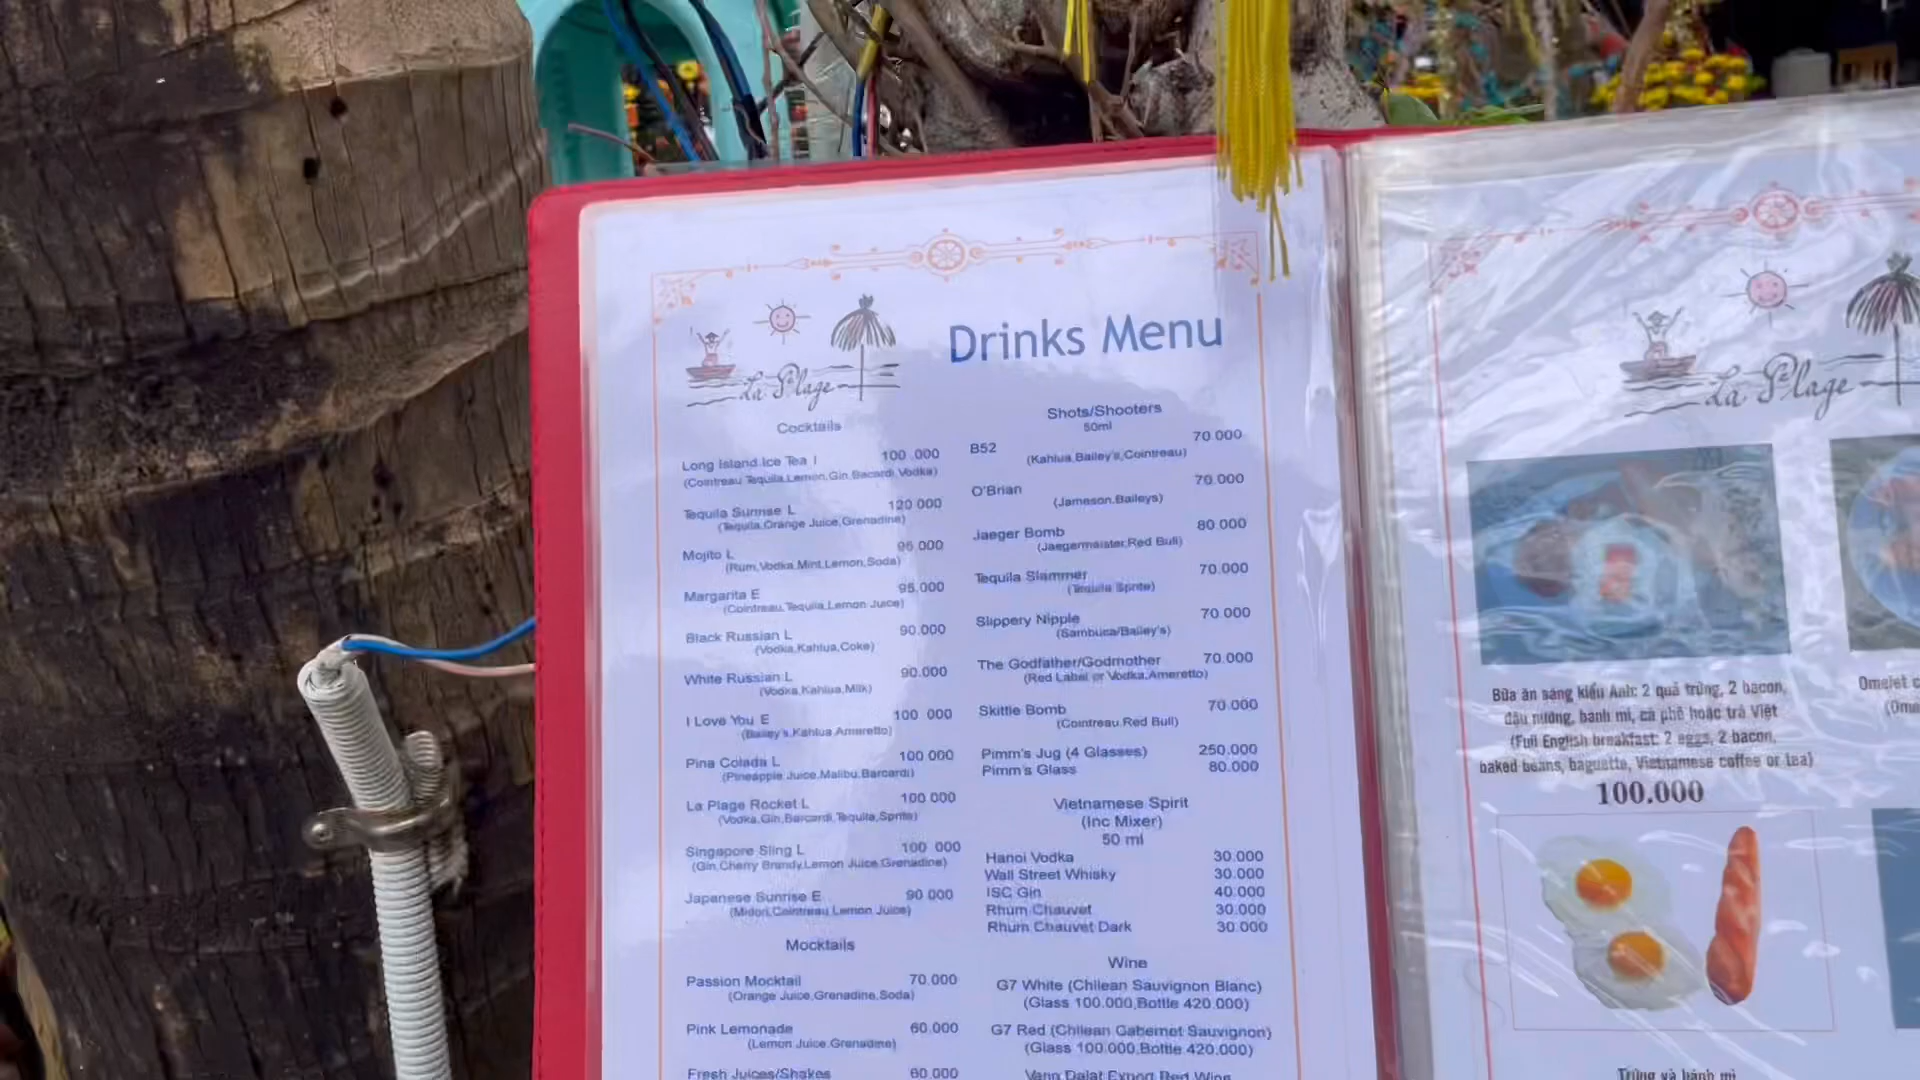 La Plage
Drinks Menu
Cocktails
Long Island Ice Tea 100 .000
(Cointreau Tequila,Lemon,Gin,Bacardi,Vodka)
Tequila Sunrise L 120 000
(Tequila,Orange Juice,Grenadine)
Mojito L 95.000
(Rum,Vodka,Mint,Lemon,Soda)
Margarita E 95.000
(Cointreau,Tequila,Lemon Juice)
Black Russian L 90.000
(Vodka,Kahlua,Coke)
White Russian L 90.000
(Vodka,Kahlua,Milk)
I Love You E 100 000
(Bailey's,Kahlua Amaretto)
Pina Colada L 100 000
(Pineapple Juice,Malibu,Barcardi)
La Plage Rocket L 100 000
(Vodka,Gin,Barcardi,Tequila,Sprite)
Singapore Sling L 100 000
(Gin,Cherry Brandy,Lemon Juice,Grenadine)
Japanese Sunrise E 90 000
(Midori,Cointreau Lemon Juice)
Mocktails
Passion Mocktail 70.000
(Orange Juice,Grenadine,Soda)
Pink Lemonade 60.000
(Lemon Juice,Grenadine)
Fresh Juices/Shakes 60.000
Shots/Shooters
50ml
B52 70.000
(Kahlua,Bailey's,Cointreau)
O'Brian 70.000
(Jameson,Baileys)
Jaeger Bomb 80.000
(Jaegermaister,Red Bull)
Tequila Slammer 70.000
(Tequila Sprite)
Slippery Nipple 70 000
(Sambuca/Bailey's)
The Godfather/Godmother 70.000
(Red Label or Vodka,Amaretto)
Skittle Bomb 70.000
(Cointreau,Red Bull)
Pimm's Jug (4 Glasses) 250.000
Pimm's Glass 80.000
Vietnamese Spirit
(Inc Mixer)
50 ml
Hanoi Vodka 30.000
Wall Street Whisky 30.000
ISC Gin 40.000
Rhum Chauvet 30.000
Rhum Chauvet Dark 30.000
Wine
G7 White (Chilean Sauvignon Blanc)
(Glass 100.000,Bottle 420.000)
G7 Red (Chilean Cabernet Sauvignon)
(Glass 100.000,Bottle 420.000)
Vang Dalat Export Red Wine
La Plage
Bữa ăn sáng kiểu Anh: 2 quả trứng, 2 bacon,
đậu nướng, bánh mì, cà phê hoặc trà Việt
(Full English breakfast: 2 eggs, 2 bacon,
baked beans, baguette, Vietnamese coffee or tea)
100.000
Omelet
Trứng và bánh mì